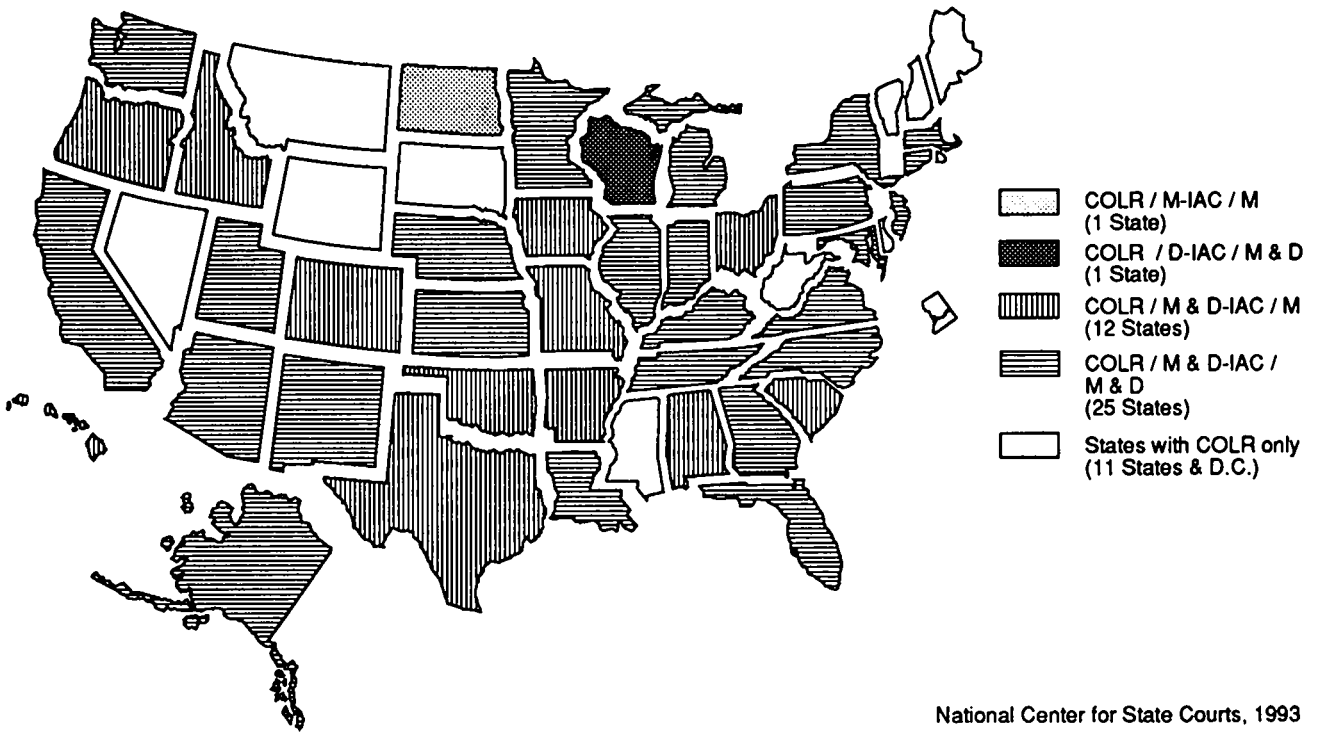 COLR / M-IAC / M
(1 State)
COLR / D-IAC / M & D
(1 State)
COLR / M & D-IAC / M
(12 States)
COLR / M & D-IAC /
M & D
(25 States)
States with COLR only
(11 States & D.C.)
National Center for State Courts, 1993